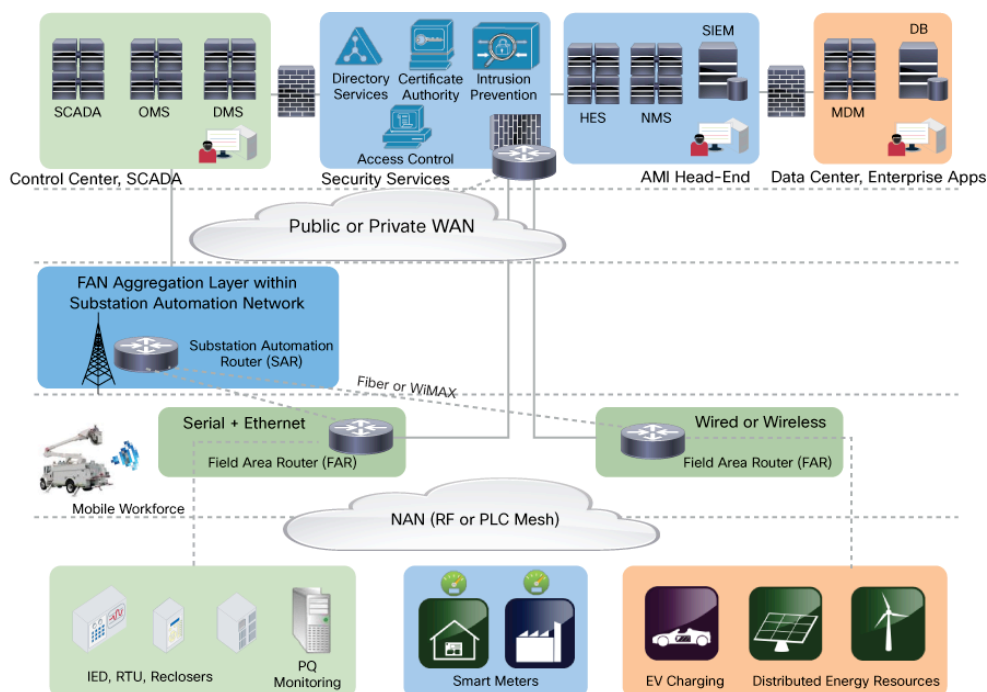 SIEM
DB
SCADA
OMS
DMS
Directory
Services
Certificate
Authority
Intrusion
Prevention
Access Control
HES
NMS
MDM
Control Center, SCADA
Security Services
AMI Head-End
Data Center, Enterprise Apps
Public or Private WAN
FAN Aggregation Layer within
Substation Automation Network
Substation Automation
Router (SAR)
Fiber or WiMAX
Serial + Ethernet
Field Area Router (FAR)
Wired or Wireless
Field Area Router (FAR)
Mobile Workforce
NAN (RF or PLC Mesh)
IED, RTU, Reclosers
PQ
Monitoring
Smart Meters
EV Charging
Distributed Energy Resources